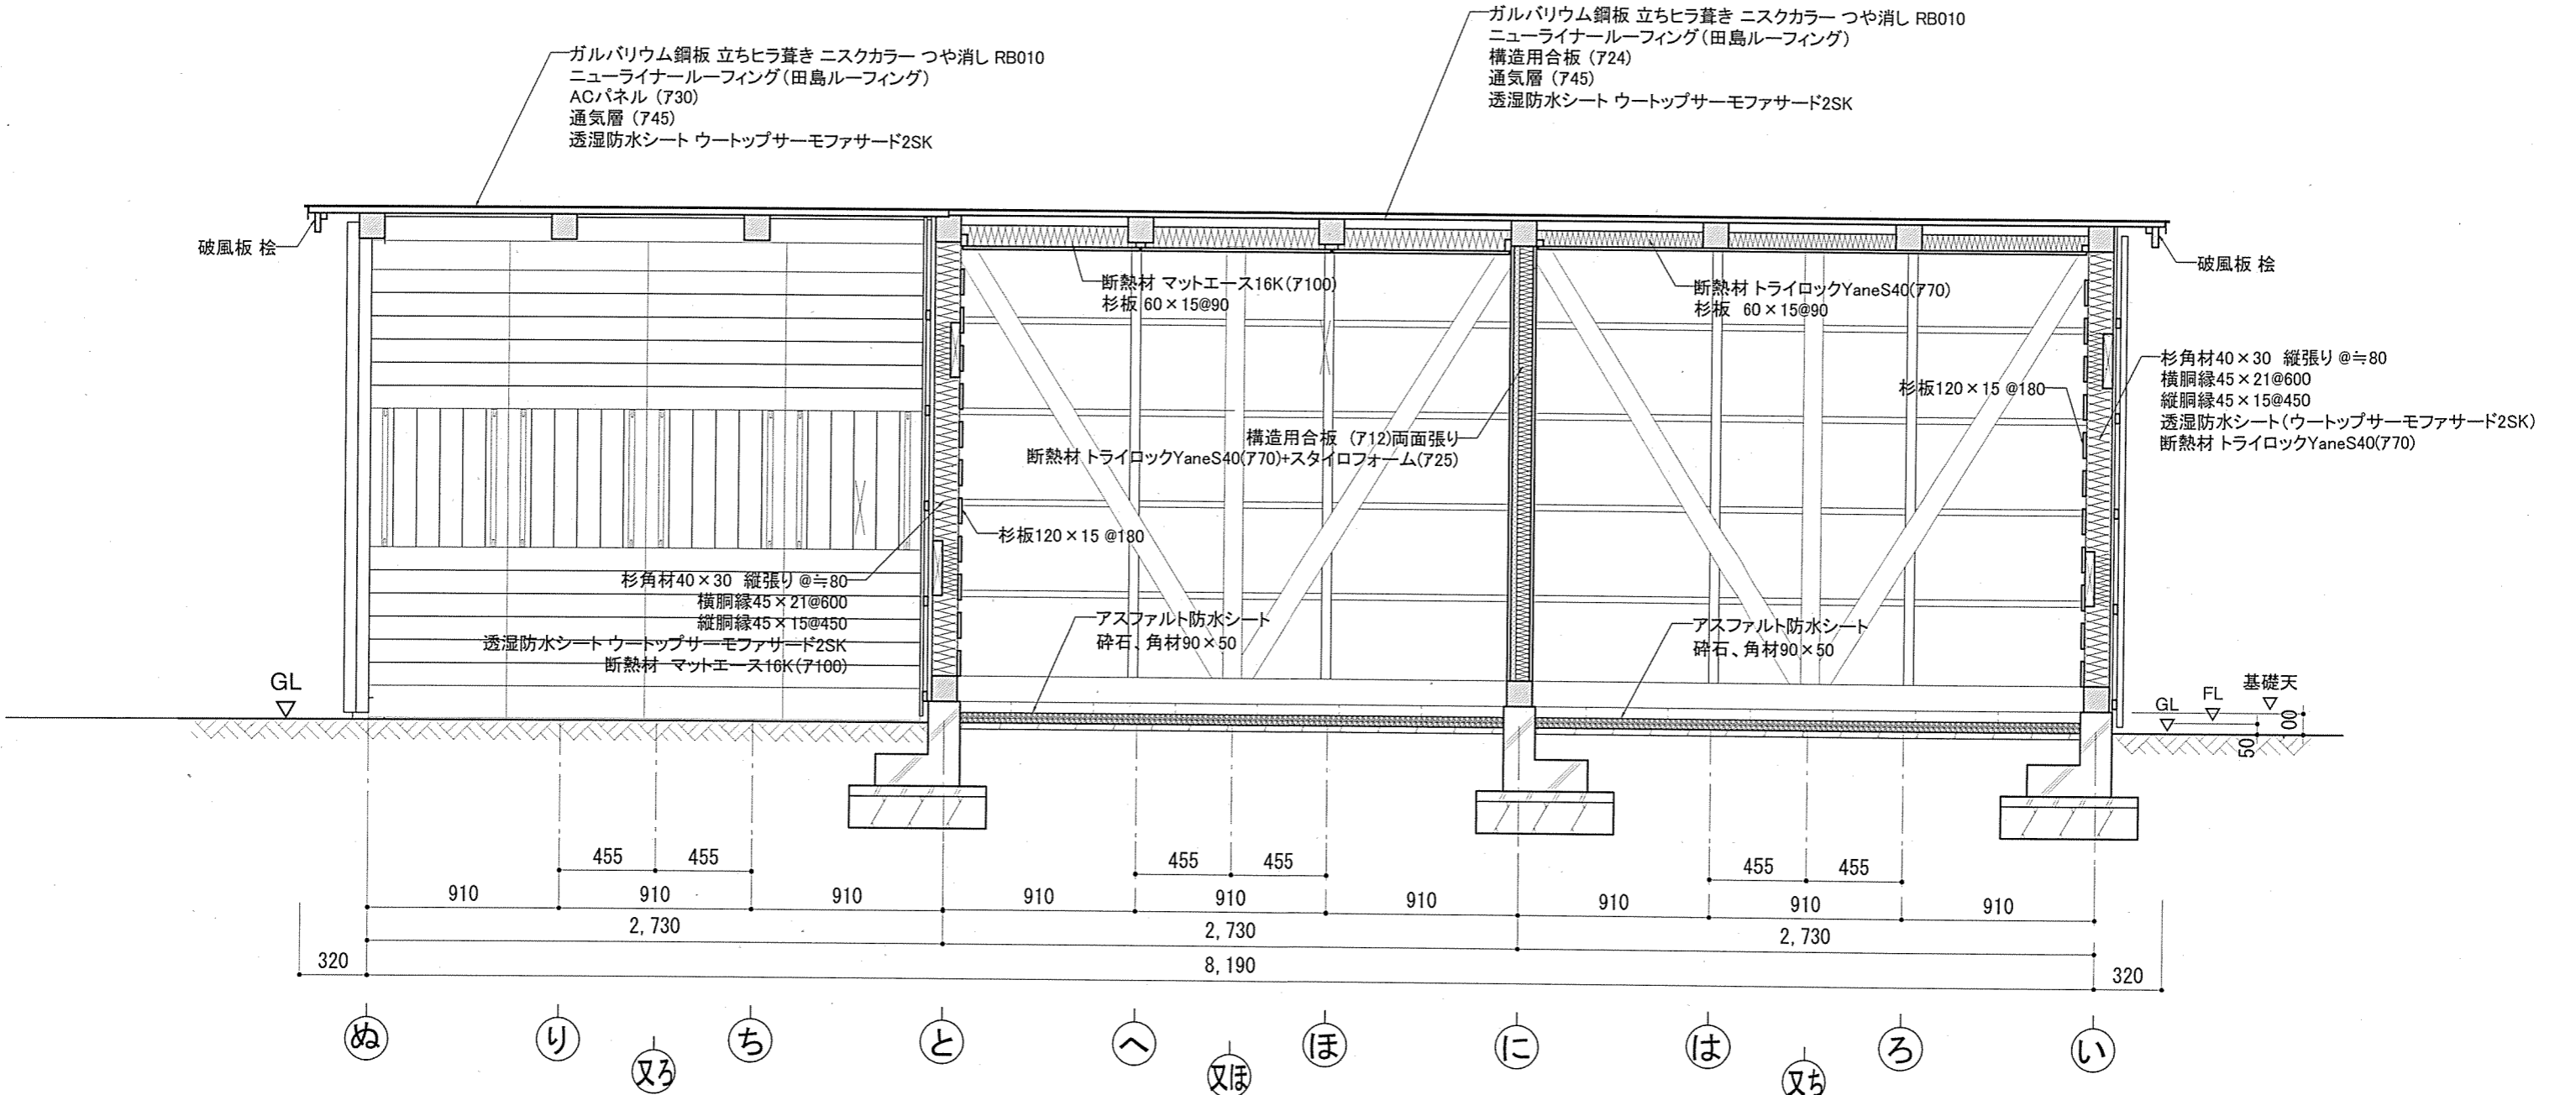 ガルバリウム鋼板 立ちヒラ葺き ニスクカラー つや消し RB010
ニューライナールーフィング(田島ルーフィング)
ACパネル (ア30)
通気層 (ア45)
透湿防水シート ウートップサーモファサード2SK
ガルバリウム鋼板 立ちヒラ葺き ニスクカラー つや消し RB010
ニューライナールーフィング(田島ルーフィング)
構造用合板 (ア24)
通気層 (ア45)
透湿防水シート ウートップサーモファサード2SK
破風板 桧
破風板 桧
断熱材 マットエース16K(ア100)
杉板 60×15@90
断熱材 トライロックYaneS40(ア70)
杉板 60×15@90
杉板120×15 @180
杉角材40×30 縦張り @≒80
横胴縁45×21@600
縦胴縁45×15@450
透湿防水シート(ウートップサーモファサード2SK)
断熱材 トライロックYaneS40(ア70)
構造用合板 (ア12)両面張り
断熱材 トライロックYaneS40(ア70)+スタイロフォーム(ア25)
杉板120×15 @180
杉角材40×30 縦張り @≒80
横胴縁45×21@600
縦胴縁45×15@450
透湿防水シート ウートップサーモファサード2SK
断熱材 マットエース16K(ア100)
アスファルト防水シート
砕石、角材90×50
アスファルト防水シート
砕石、角材90×50
GL
GL
FL
基礎天
50
455 455 455 455 455 455
910 910 910 910 910 910 910 910 910
2,730 2,730 2,730
320 8,190 320
ぬ り ち と へ ほ に は ろ い
又ろ 又ほ 又ち